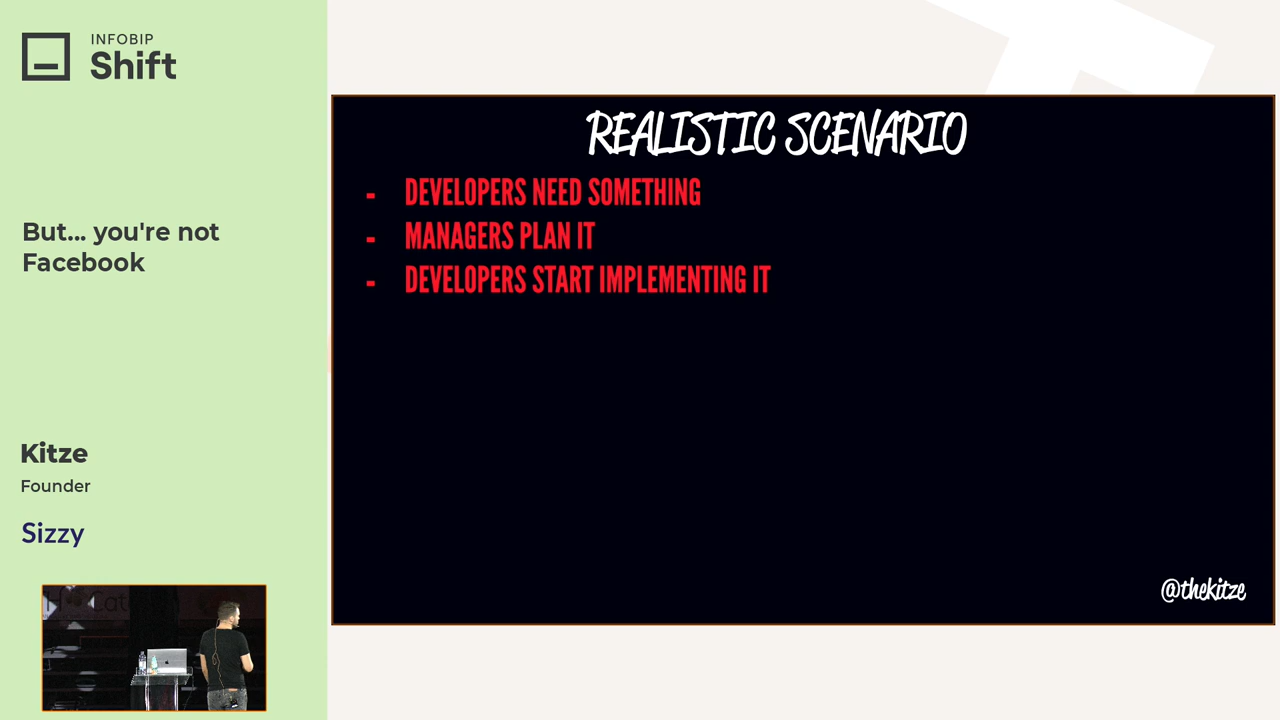 INFOBIP
Shift
But... you're not
Facebook
Kitze
Founder
Sizzy
REALISTIC SCENARIO
- DEVELOPERS NEED SOMETHING
- MANAGERS PLAN IT
- DEVELOPERS START IMPLEMENTING IT
@thekitze